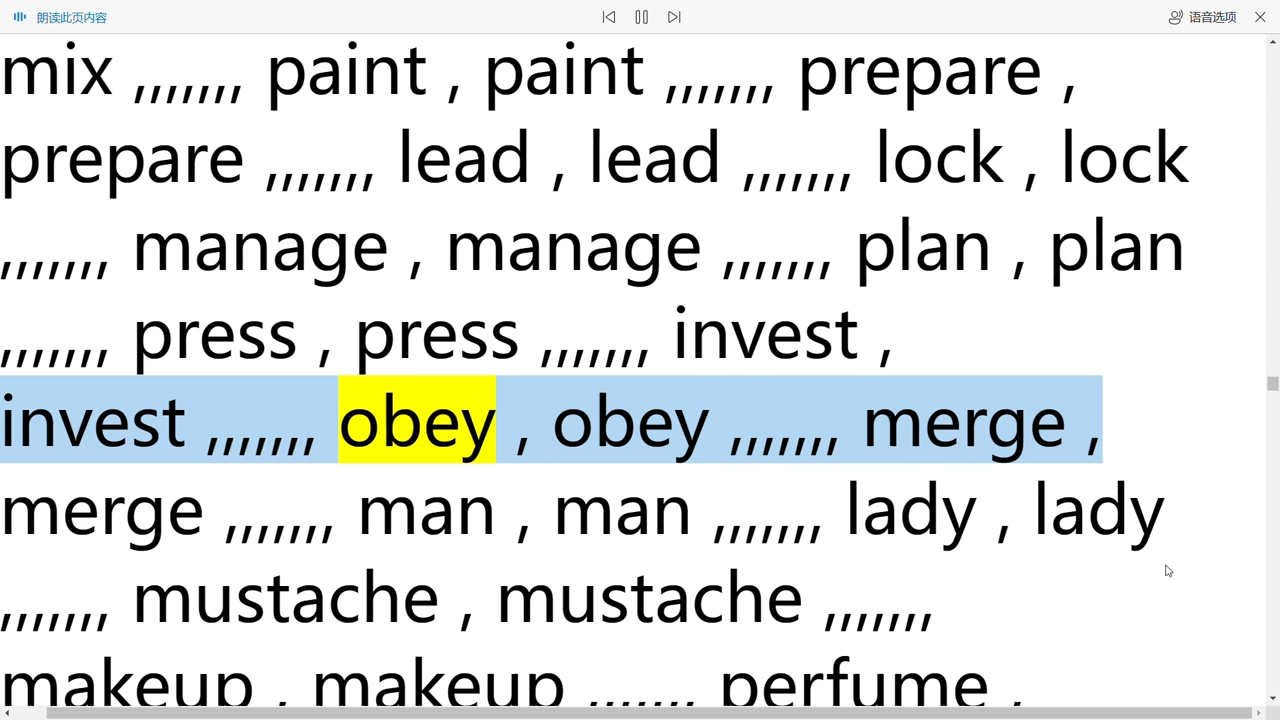 朗读此页内容 语音选项
mix ,,,,,,, paint , paint ,,,,,,, prepare ,
prepare ,,,,,,, lead , lead ,,,,,,, lock , lock
,,,,,,, manage , manage ,,,,,,, plan , plan
,,,,,,, press , press ,,,,,,, invest ,
invest ,,,,,,, obey , obey ,,,,,,, merge ,
merge ,,,,,,, man , man ,,,,,,, lady , lady
,,,,,,, mustache , mustache ,,,,,,,
makeup , makeup ,,,,,,, perfume ,